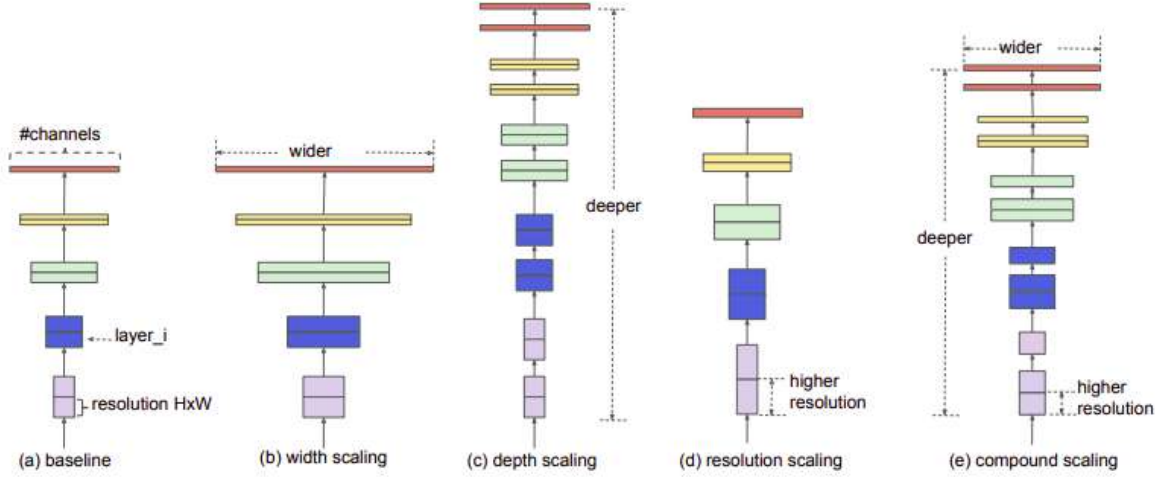 #channels
layer_i
resolution HxW
(a) baseline
wider
(b) width scaling
deeper
(c) depth scaling
higher
resolution
(d) resolution scaling
wider
deeper
higher
resolution
(e) compound scaling